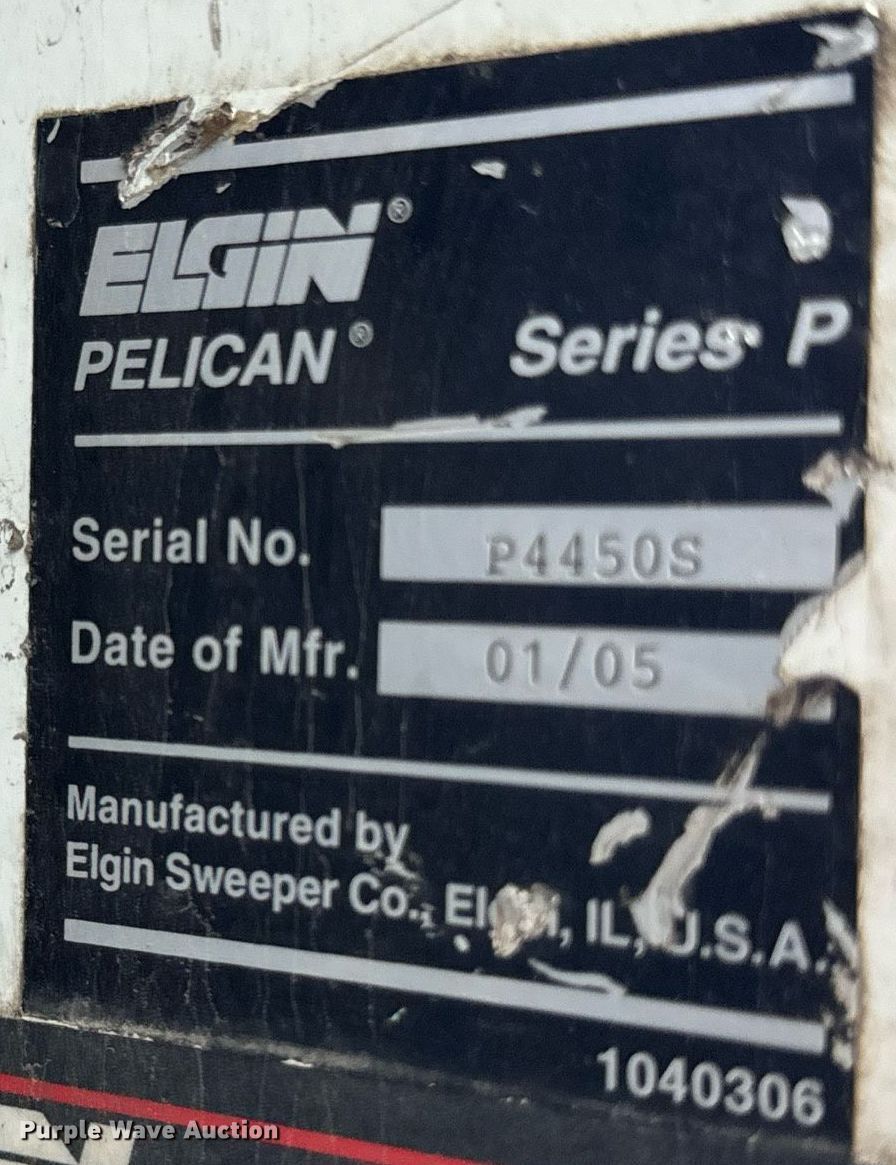 ELGIN®
PELICAN® Series P
Serial No. P4450S
Date of Mfr. 01/05
Manufactured by
Elgin Sweeper Co., Elgin, IL, U.S.A.
1040306
Purple Wave Auction